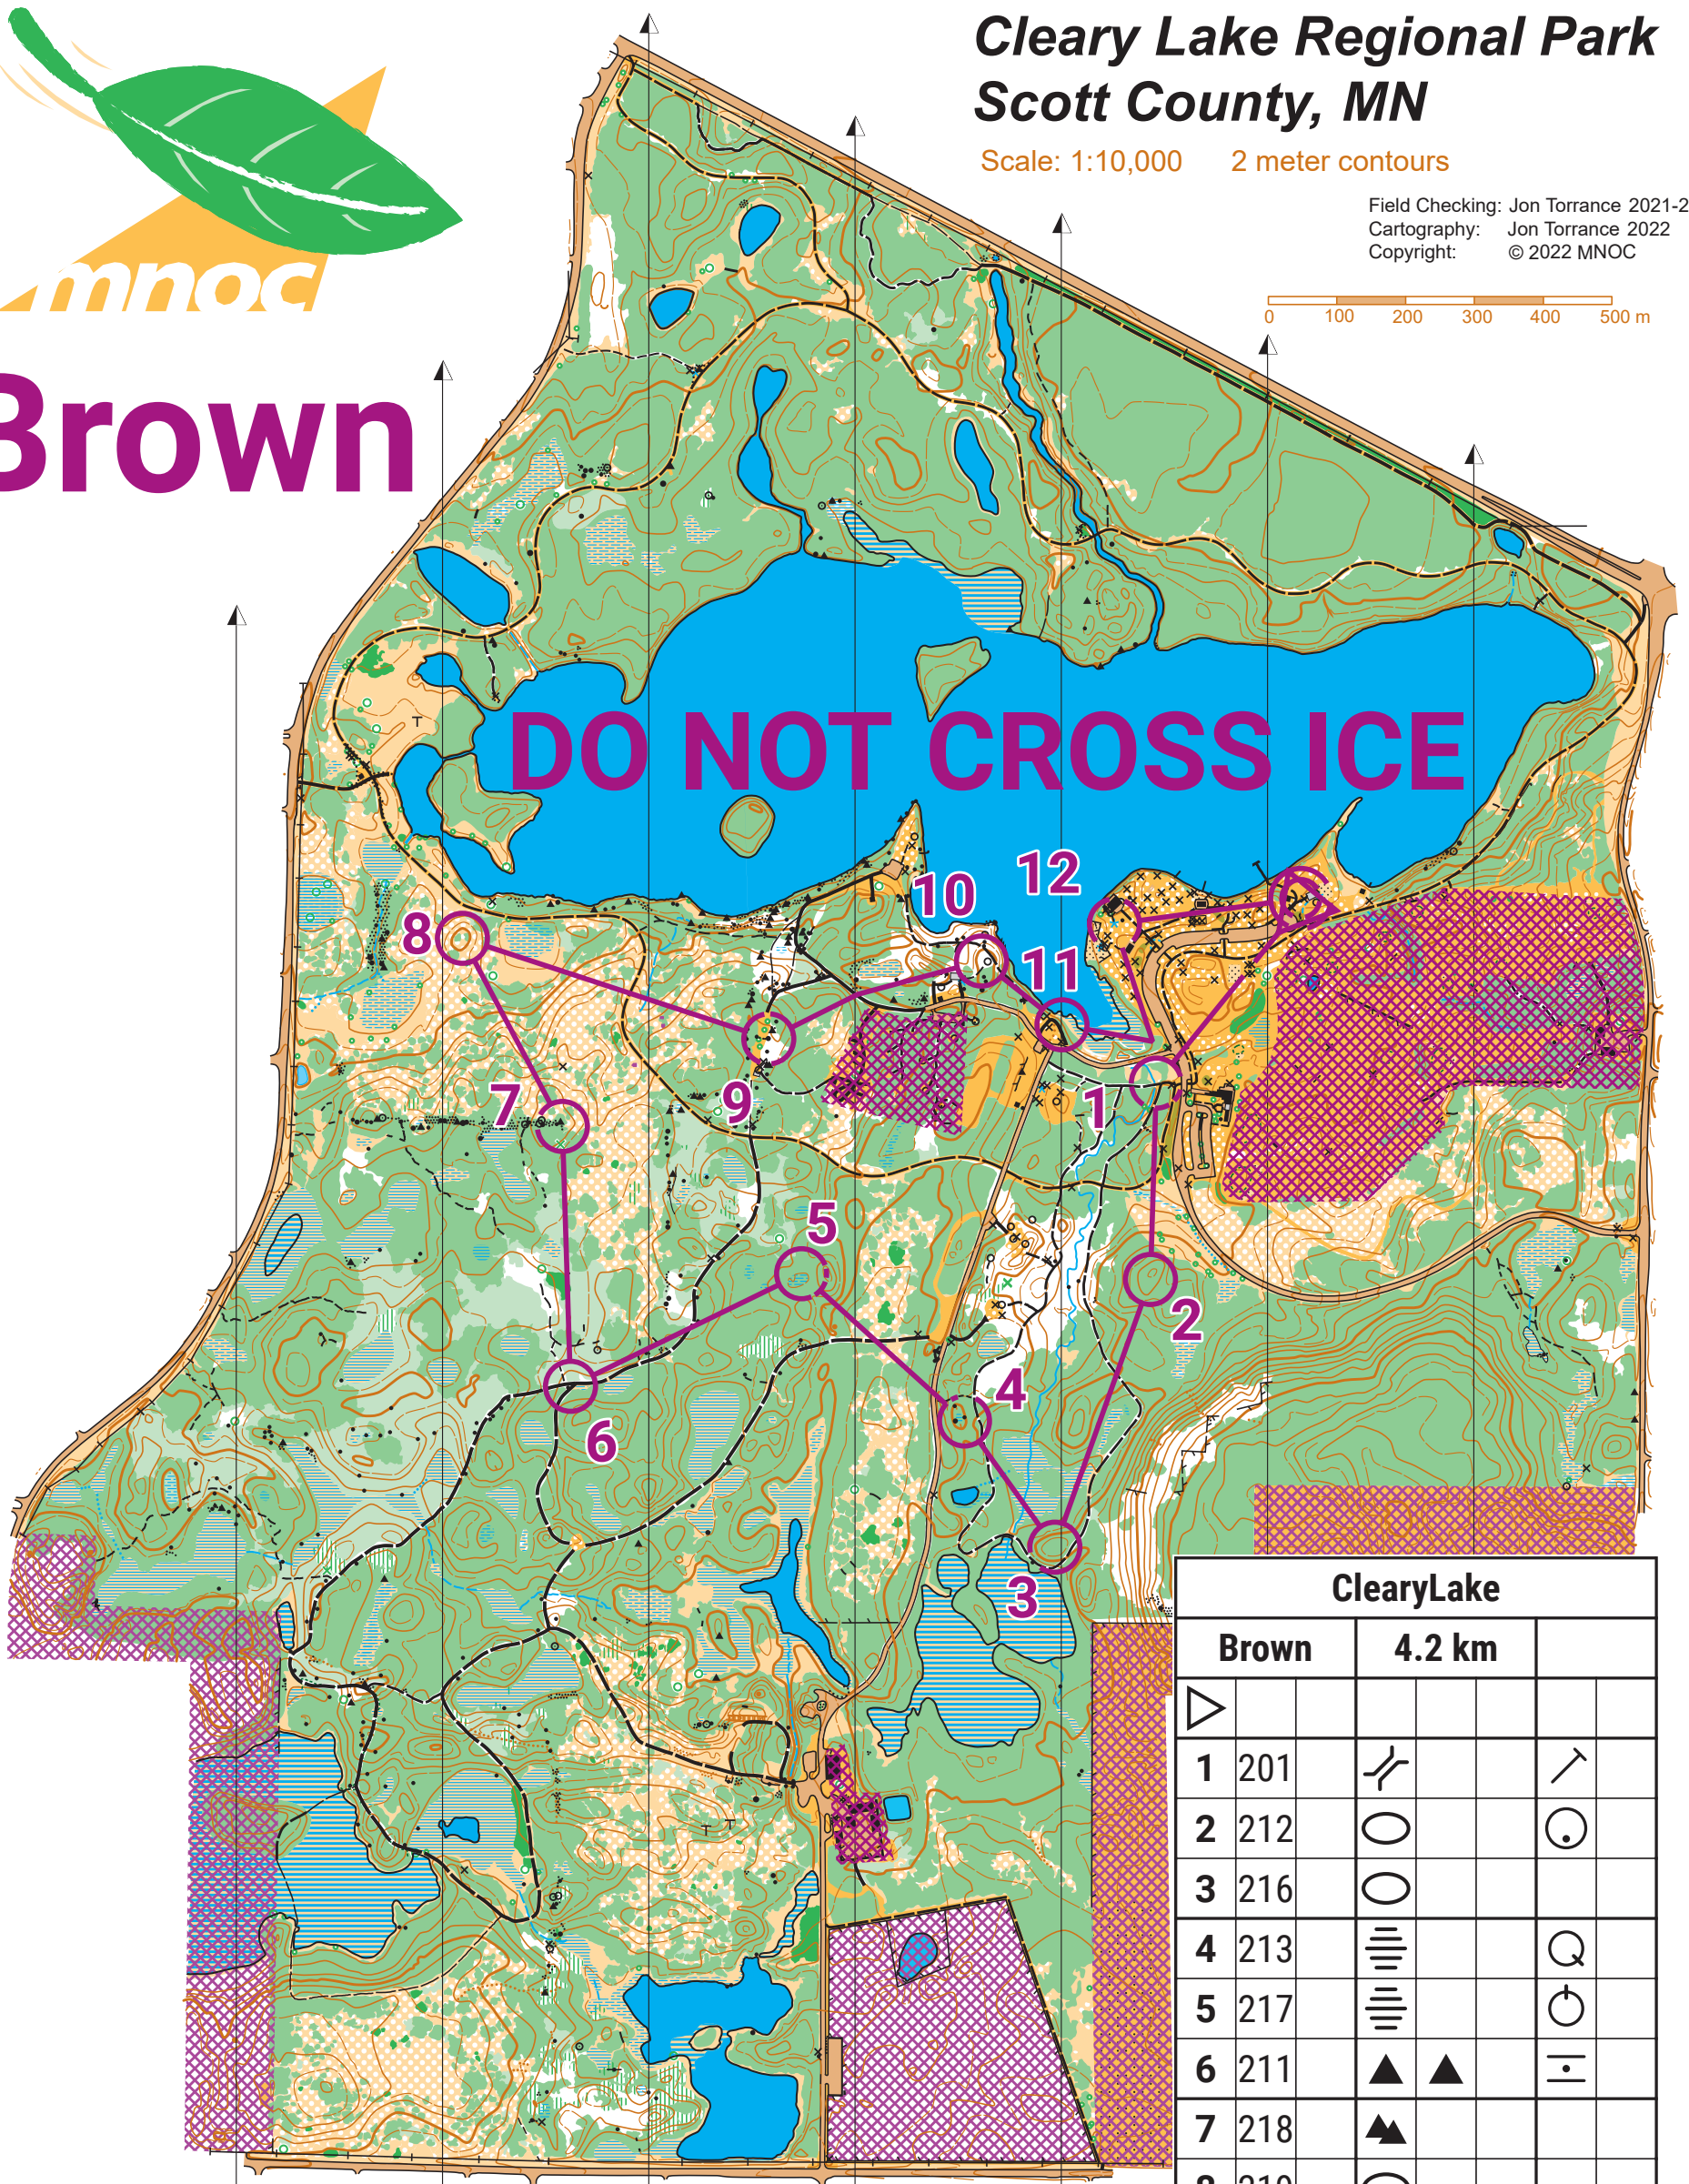 Cleary Lake Regional Park
Scott County, MN
Scale: 1:10,000 2 meter contours
Field Checking: Jon Torrance 2021-2
Cartography: Jon Torrance 2022
Copyright: © 2022 MNOC
0 100 200 300 400 500 m
mnoc
Brown
DO NOT CROSS ICE
12
10
8
11
7
9
1
5
2
4
6
3
ClearyLake
Brown 4.2 km
1 201
2 212
3 216
4 213
5 217
6 211
7 218
8 219